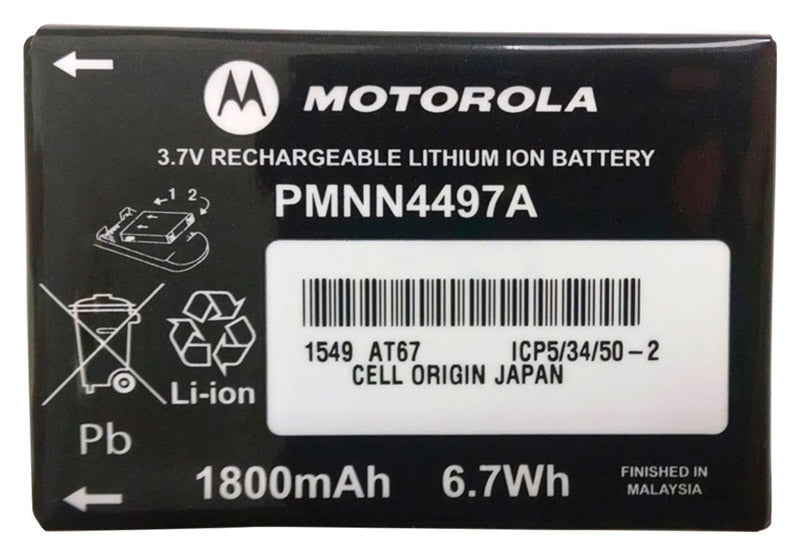 MOTOROLA
3.7V RECHARGEABLE LITHIUM ION BATTERY
PMNN4497A
1 2
1549 AT67 ICP5/34/50-2
CELL ORIGIN JAPAN
Li-ion
Pb
1800mAh 6.7Wh
FINISHED IN
MALAYSIA